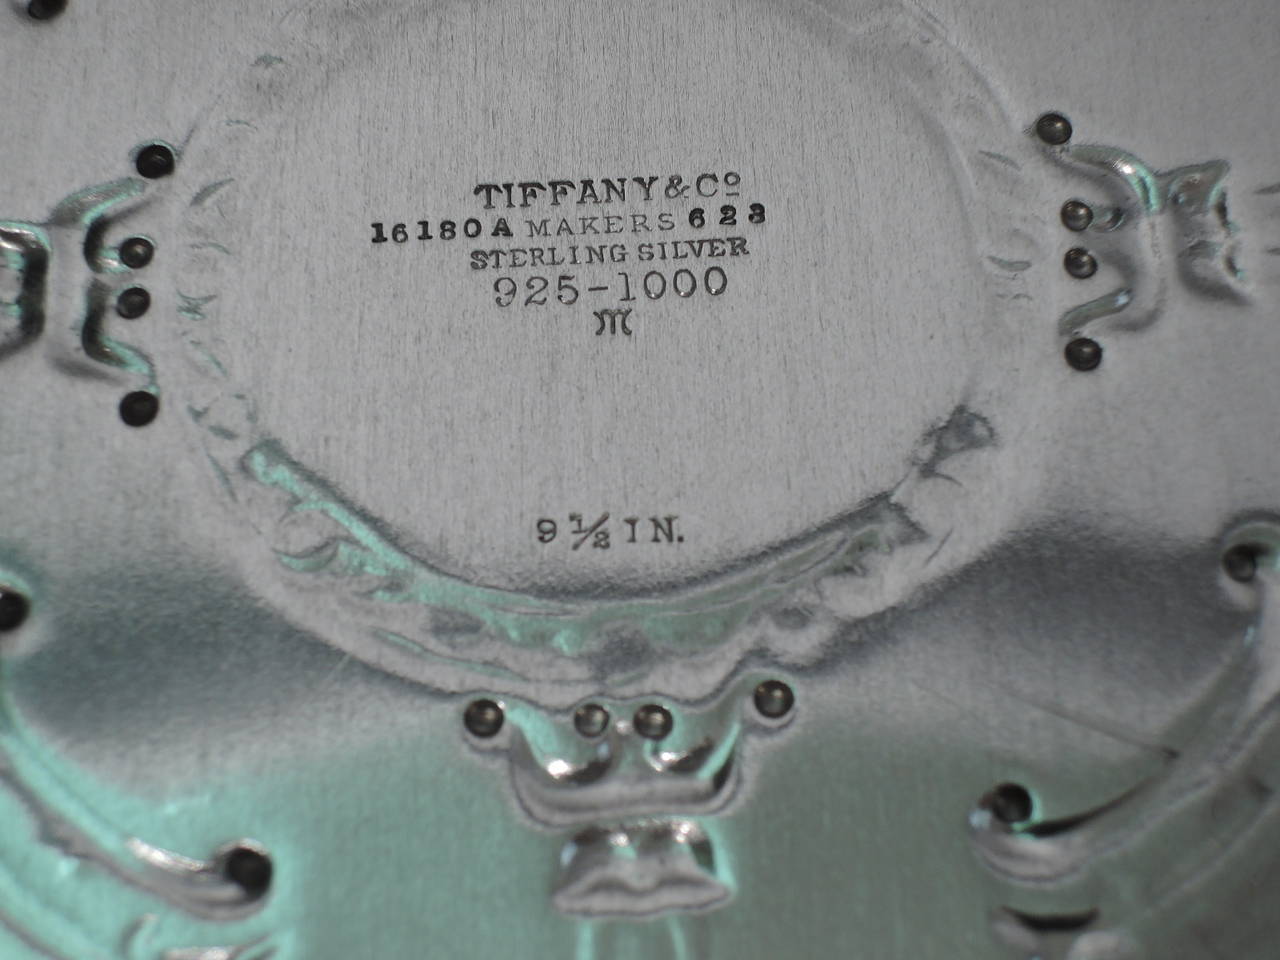 TIFFANY & Cº
16180A MAKERS 623
STERLING SILVER
925-1000
M
9 1/2 IN.